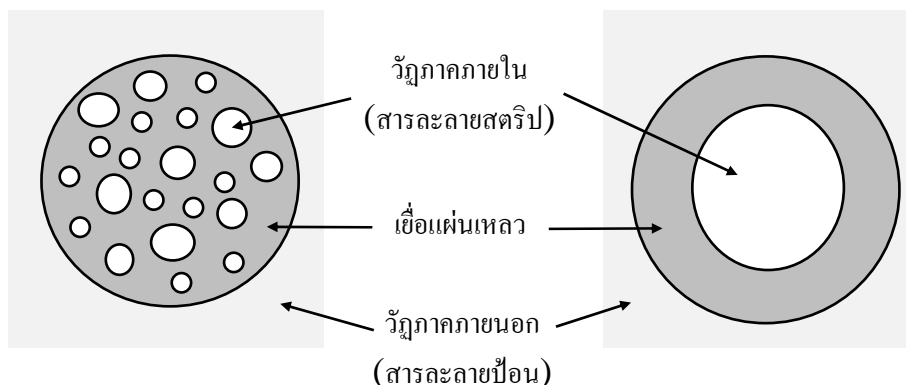 วัฏภาคภายใน
(สารละลายสตริป)
เยื่อแผ่นเหลว
วัฏภาคภายนอก
(สารละลายป้อน)